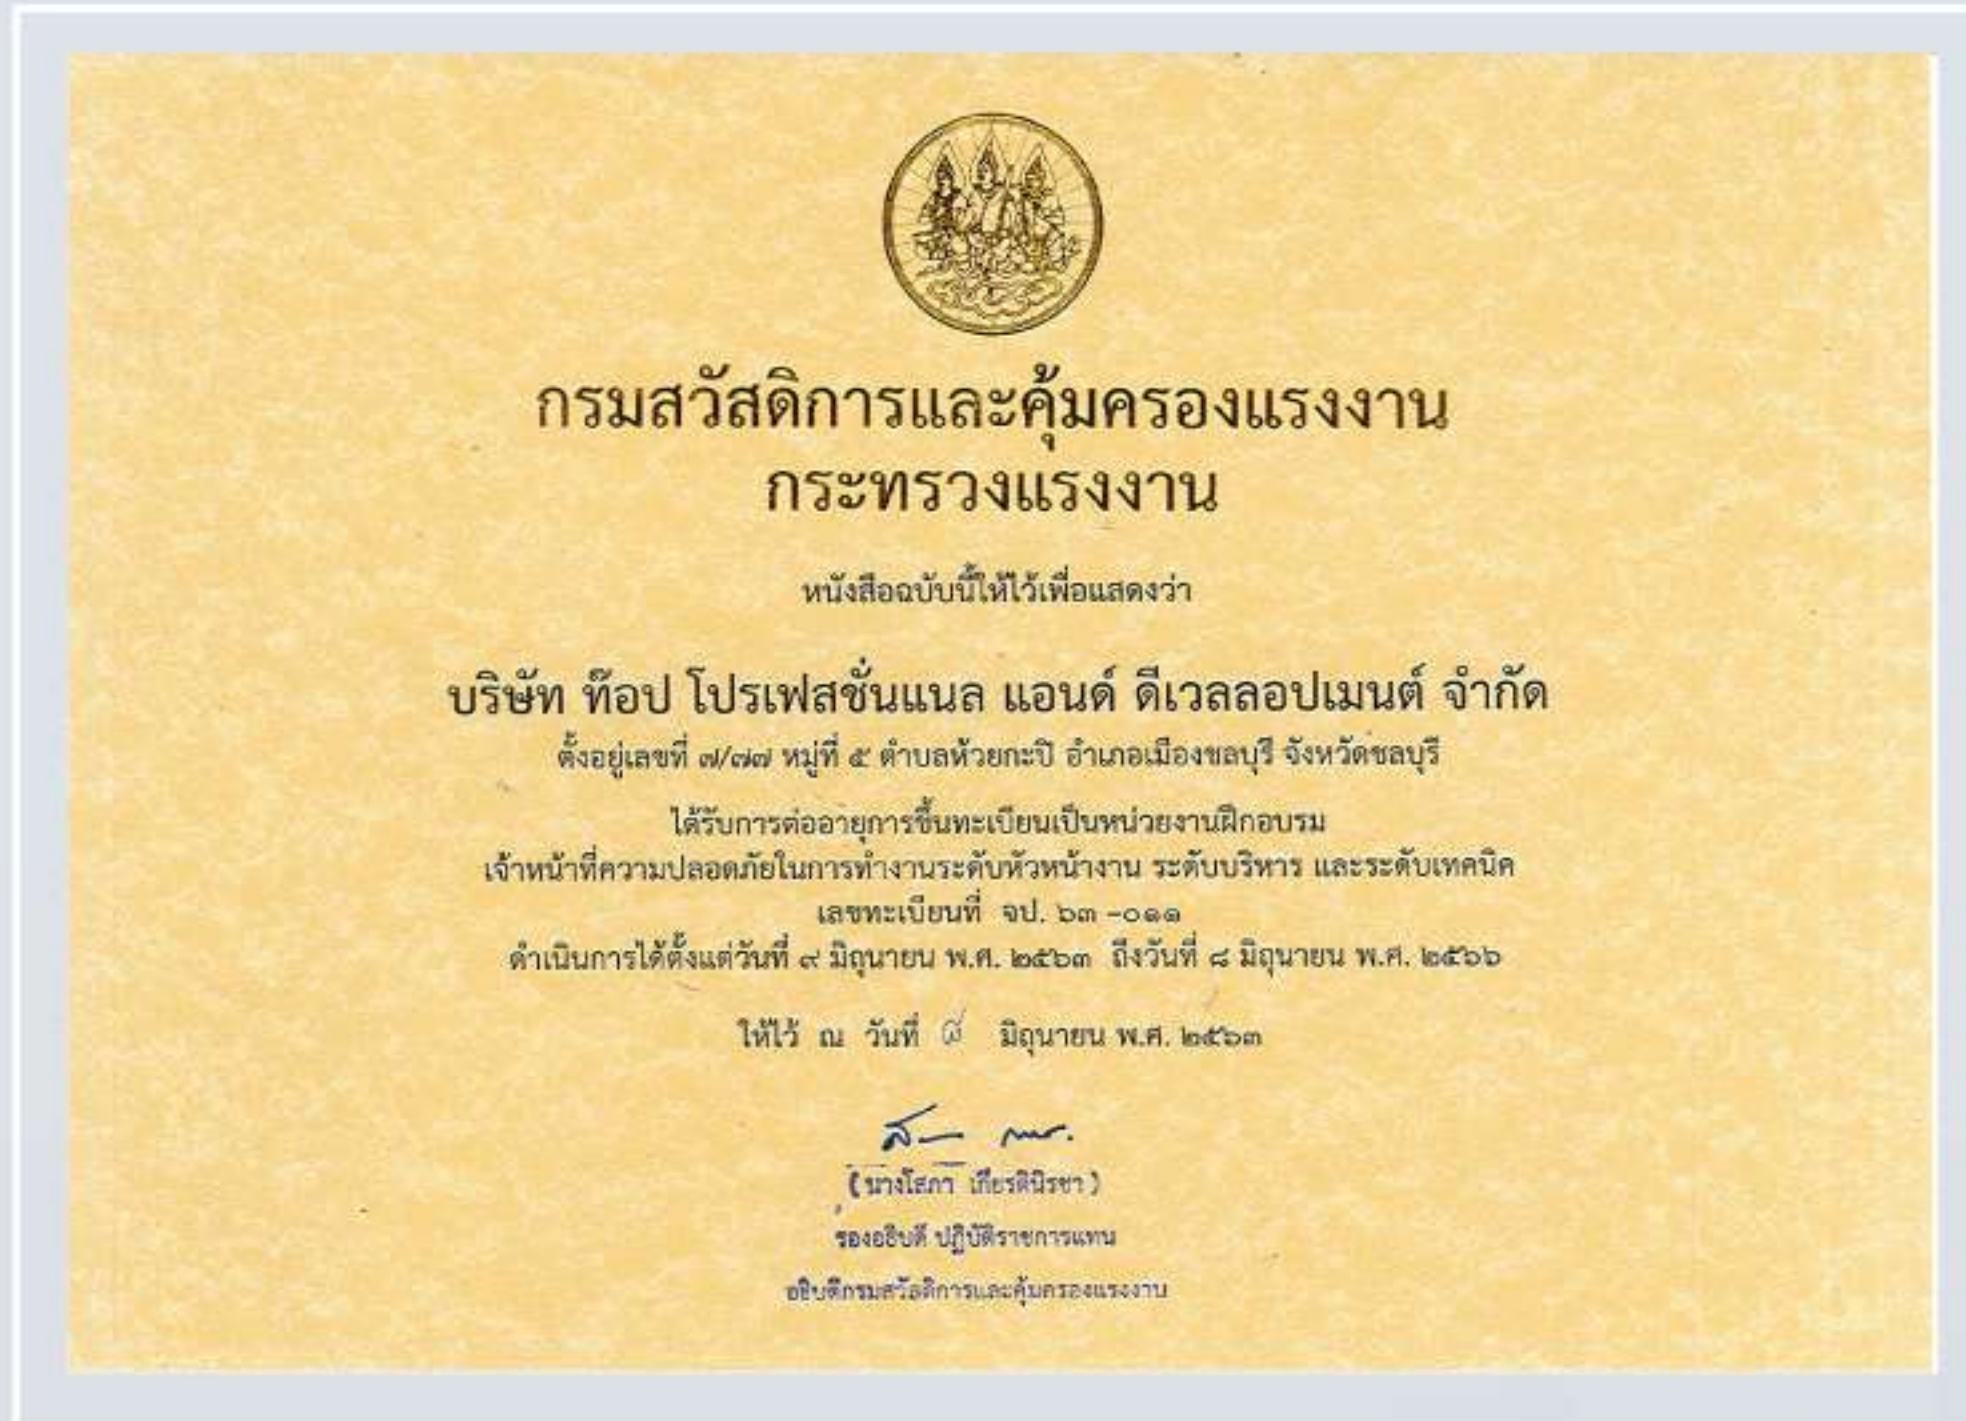 กรมสวัสดิการและคุ้มครองแรงงาน
กระทรวงแรงงาน
หนังสือฉบับนี้ให้ไว้เพื่อแสดงว่า
บริษัท ท๊อป โปรเฟสชั่นแนล แอนด์ ดีเวลลอปเมนต์ จำกัด
ตั้งอยู่เลขที่ ๗/๗๗ หมู่ที่ ๕ ตำบลห้วยกะปิ อำเภอเมืองชลบุรี จังหวัดชลบุรี
ได้รับการต่ออายุการขึ้นทะเบียนเป็นหน่วยงานฝึกอบรม
เจ้าหน้าที่ความปลอดภัยในการทำงานระดับหัวหน้างาน ระดับบริหาร และระดับเทคนิค
เลขทะเบียนที่ จป. ๖๓ -๐๑๑
ดำเนินการได้ตั้งแต่วันที่ ๙ มิถุนายน พ.ศ. ๒๕๖๓ ถึงวันที่ ๘ มิถุนายน พ.ศ. ๒๕๖๖
ให้ไว้ ณ วันที่ ๘ มิถุนายน พ.ศ. ๒๕๖๓
(นางโสภา เกียรตินิรชา)
รองอธิบดี ปฏิบัติราชการแทน
อธิบดีกรมสวัสดิการและคุ้มครองแรงงาน